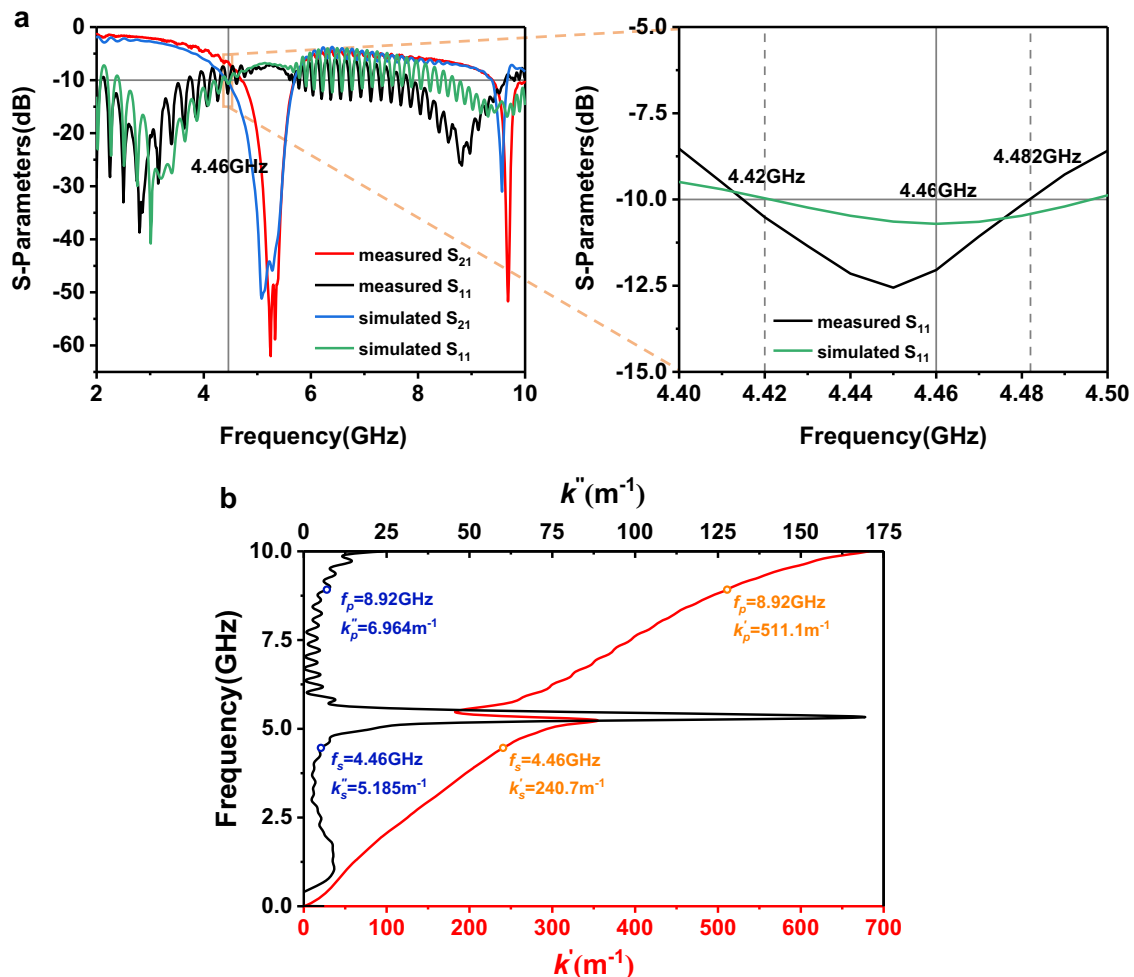 a
S-Parameters(dB)
0
-10
-20
-30
-40
-50
-60
4.46GHz
measured S21
measured S11
simulated S21
simulated S11
2 4 6 8 10
Frequency(GHz)
S-Parameters(dB)
-5.0
-7.5
-10.0
-12.5
-15.0
4.42GHz
4.46GHz
4.482GHz
measured S11
simulated S11
4.40 4.42 4.44 4.46 4.48 4.50
Frequency(GHz)
b
k''(m⁻¹)
0 25 50 75 100 125 150 175
Frequency(GHz)
10.0
7.5
5.0
2.5
0.0
fp=8.92GHz
kp''=6.964m⁻¹
fp=8.92GHz
kp'=511.1m⁻¹
fs=4.46GHz
ks''=5.185m⁻¹
fs=4.46GHz
ks'=240.7m⁻¹
0 100 200 300 400 500 600 700
k'(m⁻¹)